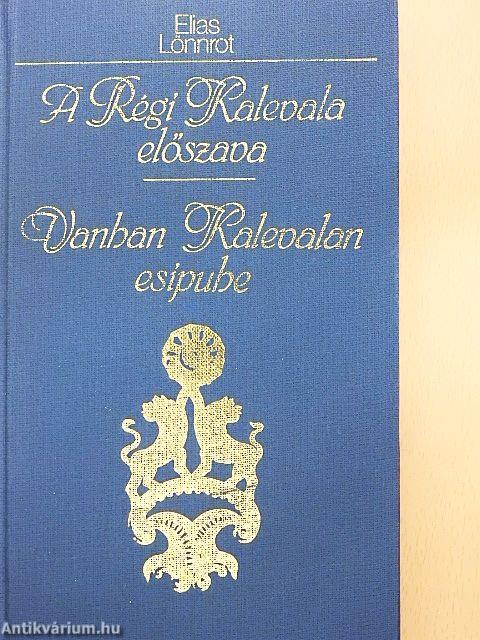 Elias
Lönnrot
A Régi Kalevala
előszava
Vanhan Kalevalan
esipuhe
Antikvárium.hu